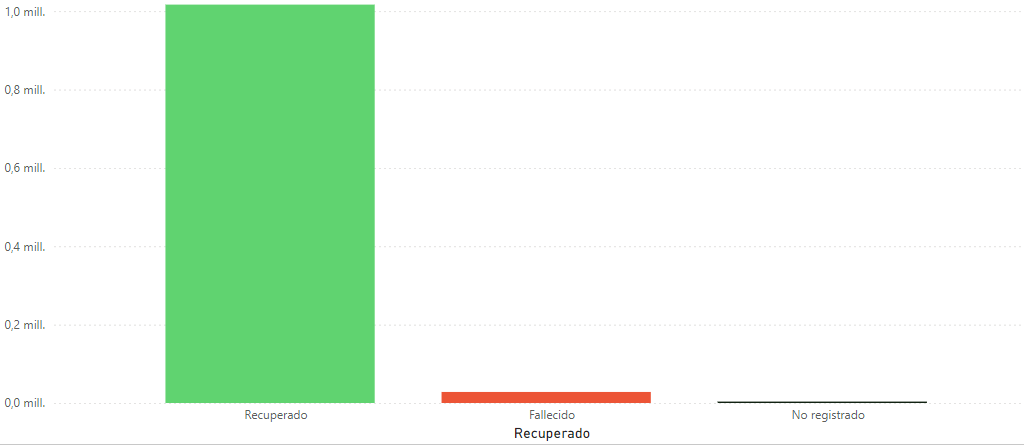 1,0 mill.
0,8 mill.
0,6 mill.
0,4 mill.
0,2 mill.
0,0 mill.
Recuperado
Fallecido
No registrado
Recuperado